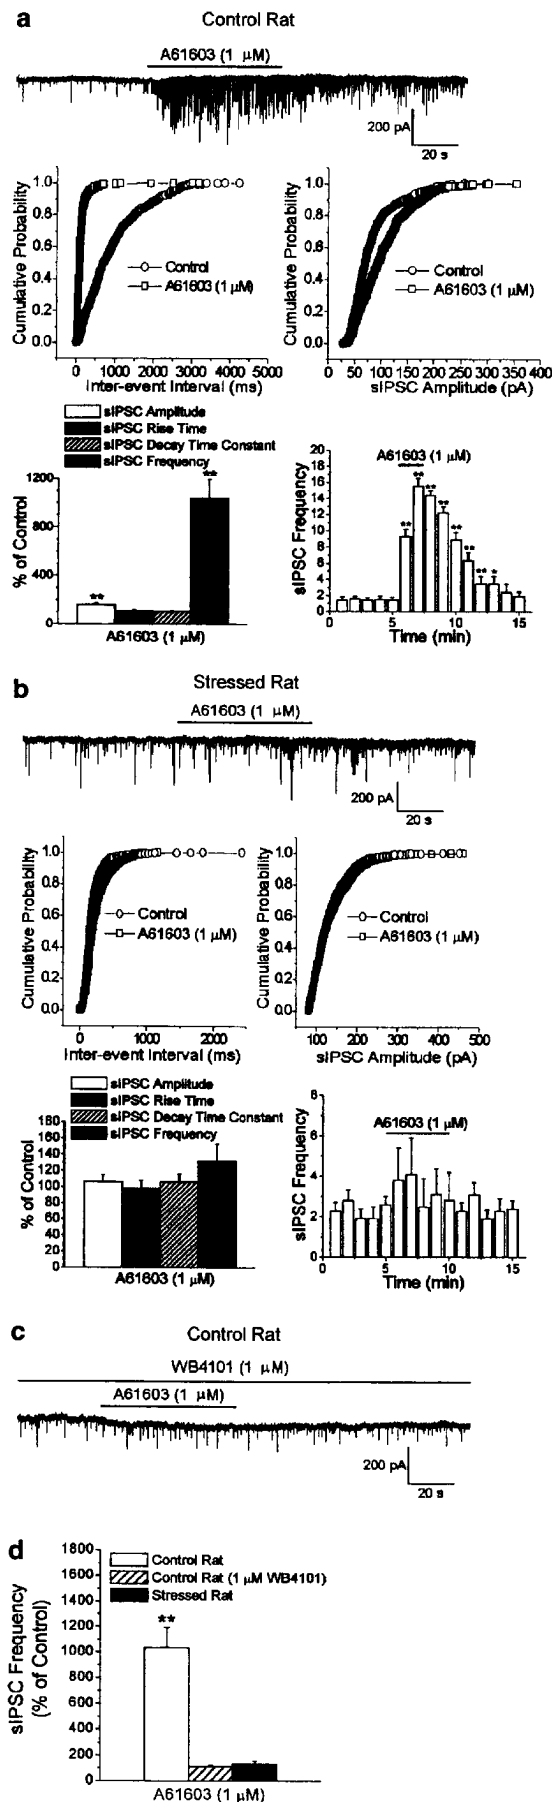 a
Control Rat
A61603 (1 μM)
200 pA
20 s
Cumulative Probability
1.0
0.8
0.6
0.4
0.2
0.0
Control
A61603 (1 μM)
0 1000 2000 3000 4000 5000
Inter-event Interval (ms)
Cumulative Probability
1.0
0.8
0.6
0.4
0.2
0.0
Control
A61603 (1 μM)
0 50 100 150 200 250 300 350 400
sIPSC Amplitude (pA)
sIPSC Amplitude
sIPSC Rise Time
sIPSC Decay Time Constant
sIPSC Frequency
% of Control
1200
800
400
0
**
**
A61603 (1 μM)
sIPSC Frequency
20
18
16
14
12
10
8
6
4
2
0
A61603 (1 μM)
** ** ** ** ** ** ** *
0 5 10 15
Time (min)
b
Stressed Rat
A61603 (1 μM)
200 pA
20 s
Cumulative Probability
1.0
0.8
0.6
0.4
0.2
0.0
Control
A61603 (1 μM)
0 1000 2000
Inter-event Interval (ms)
Cumulative Probability
1.0
0.8
0.6
0.4
0.2
0.0
Control
A61603 (1 μM)
100 200 300 400 500
sIPSC Amplitude (pA)
sIPSC Amplitude
sIPSC Rise Time
sIPSC Decay Time Constant
sIPSC Frequency
% of Control
180
160
140
120
100
80
60
40
20
0
A61603 (1 μM)
sIPSC Frequency
8
6
4
2
0
A61603 (1 μM)
0 5 10 15
Time (min)
c
Control Rat
WB4101 (1 μM)
A61603 (1 μM)
200 pA
20 s
d
sIPSC Frequency
(% of Control)
1800
1600
1400
1200
1000
800
600
400
200
0
Control Rat
Control Rat (1 μM WB4101)
Stressed Rat
**
A61603 (1 μM)